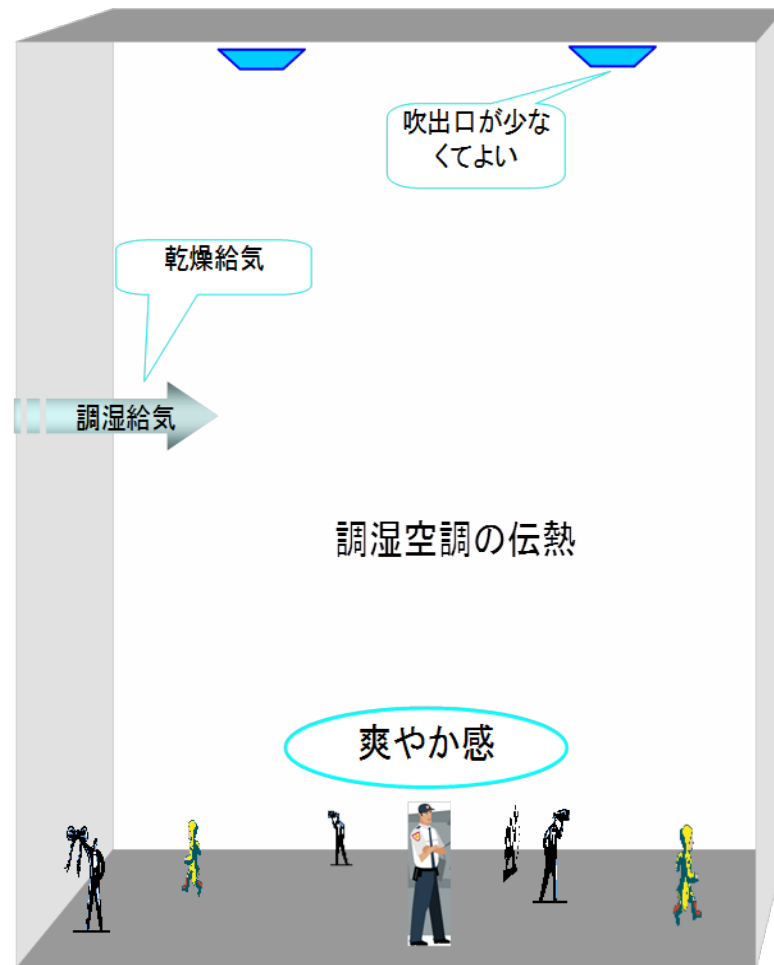 吹出口が少な
くてよい
乾燥給気
調湿給気
調湿空調の伝熱
爽やか感